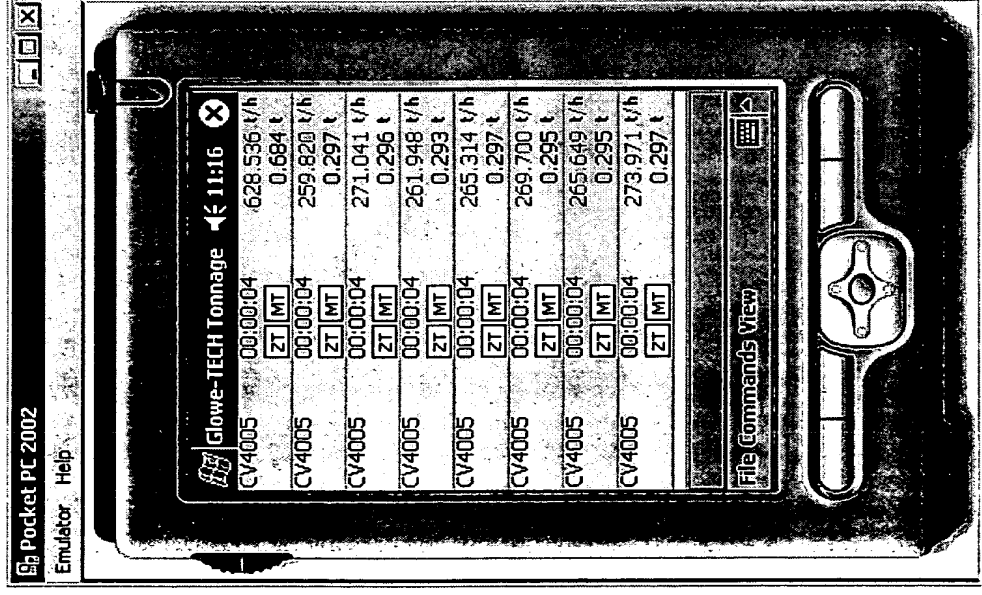 Pocket PC 2002
Emulator Help
Glowe-TECH Tonnage 11:16
CV4005 00:00:04 628.536 t/h
ZT MT 0.684 t
CV4005 00:00:04 259.820 t/h
ZT MT 0.297 t
CV4005 00:00:04 271.041 t/h
ZT MT 0.296 t
CV4005 00:00:04 261.948 t/h
ZT MT 0.293 t
CV4005 00:00:04 265.314 t/h
ZT MT 0.297 t
CV4005 00:00:04 269.700 t/h
ZT MT 0.295 t
CV4005 00:00:04 265.649 t/h
ZT MT 0.295 t
CV4005 00:00:04 273.971 t/h
ZT MT 0.297 t
File Commands View